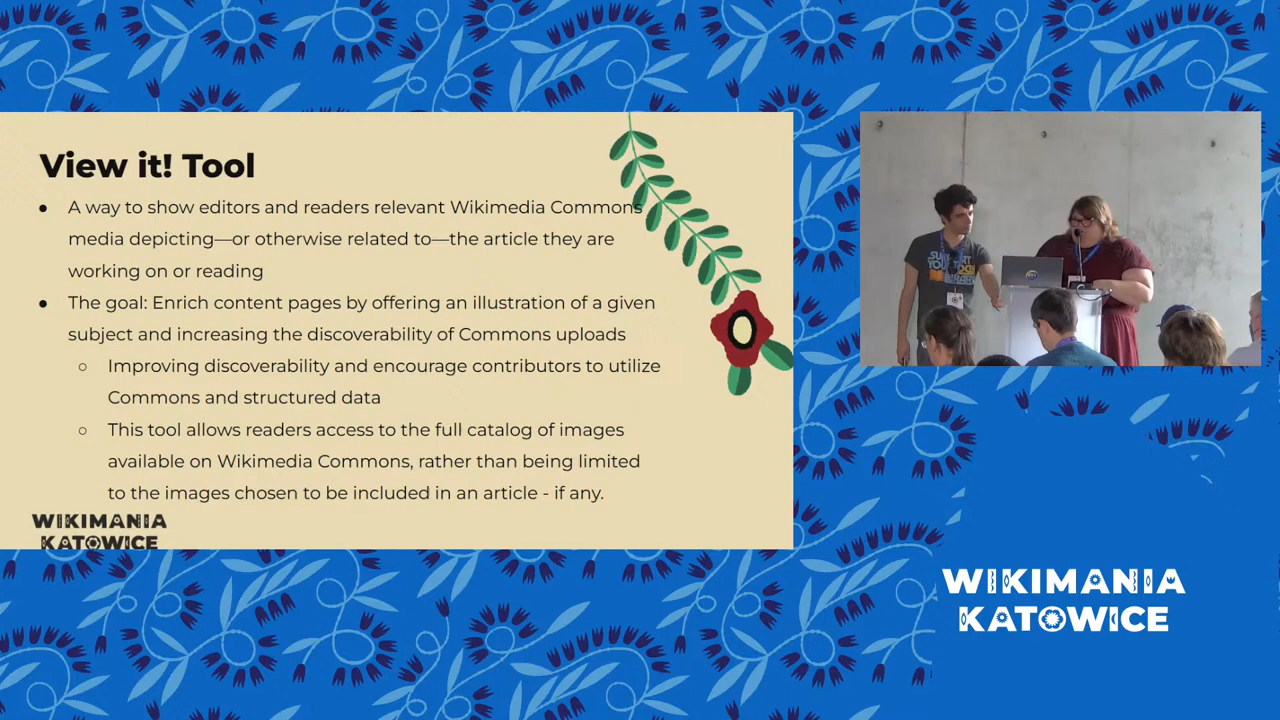 View it! Tool
● A way to show editors and readers relevant Wikimedia Commons
media depicting—or otherwise related to—the article they are
working on or reading
● The goal: Enrich content pages by offering an illustration of a given
subject and increasing the discoverability of Commons uploads
○ Improving discoverability and encourage contributors to utilize
Commons and structured data
○ This tool allows readers access to the full catalog of images
available on Wikimedia Commons, rather than being limited
to the images chosen to be included in an article - if any.
WIKIMANIA
KATOWICE
WIKIMANIA
KATOWICE